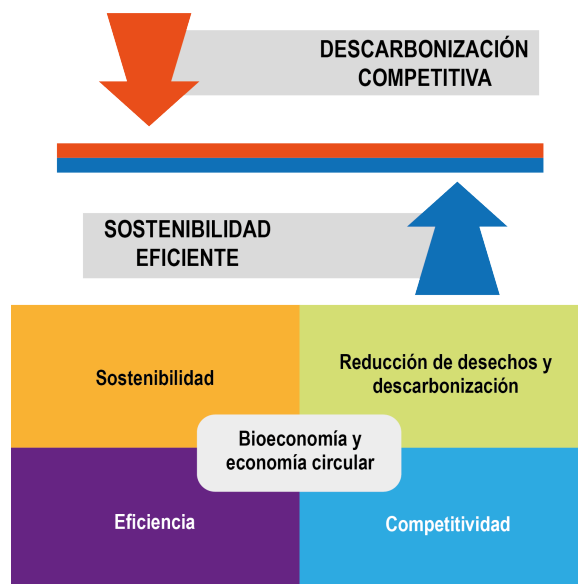 DESCARBONIZACIÓN
COMPETITIVA
SOSTENIBILIDAD
EFICIENTE
Sostenibilidad
Reducción de desechos y
descarbonización
Bioeconomía y
economía circular
Eficiencia
Competitividad